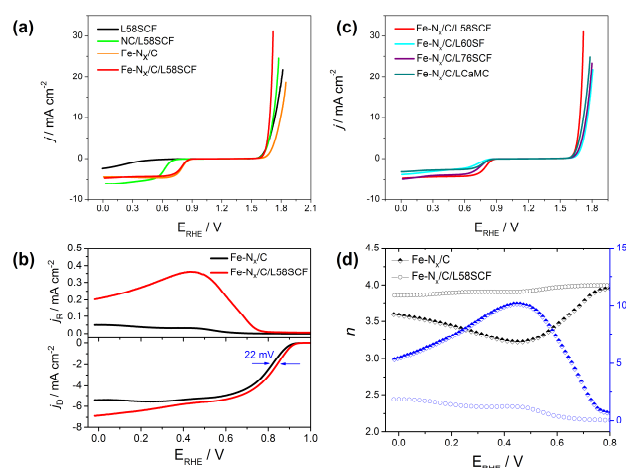 (a)
L58SCF
NC/L58SCF
Fe-Nx/C
Fe-Nx/C/L58SCF
j / mA cm-2
30
20
10
0
-10
0.0 0.3 0.6 0.9 1.2 1.5 1.8 2.1
ERHE / V
(c)
Fe-Nx/C/L58SCF
Fe-Nx/C/L60SF
Fe-Nx/C/L76SCF
Fe-Nx/C/LCaMC
j / mA cm-2
30
20
10
0
-10
0.0 0.3 0.6 0.9 1.2 1.5 1.8
ERHE / V
(b)
Fe-Nx/C
Fe-Nx/C/L58SCF
jR / mA cm-2
0.4
0.2
0.0
22 mV
jD / mA cm-2
0
-2
-4
-6
-8
0.0 0.2 0.4 0.6 0.8 1.0
ERHE / V
(d)
Fe-Nx/C
Fe-Nx/C/L58SCF
n
4.5
4.0
3.5
3.0
2.5
2.0
15
10
5
0
0.0 0.2 0.4 0.6 0.8
ERHE / V